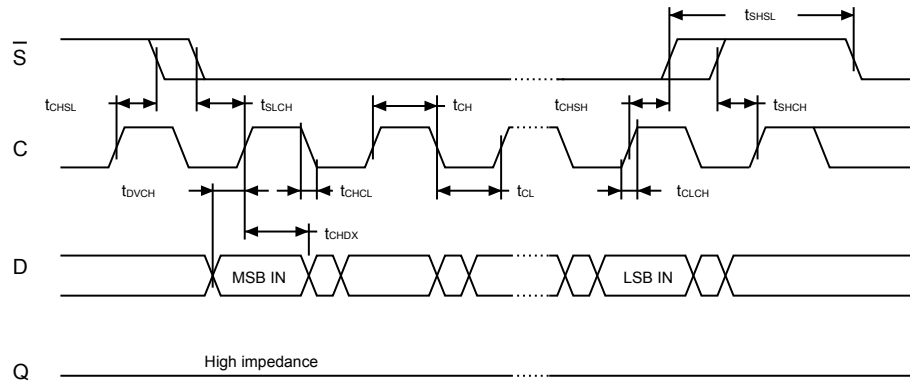 tSHSL
S
tCHSL
tSLCH
tCH
tCHSH
tSHCH
C
tDVCH
tCHCL
tCL
tCLCH
tCHDX
D
MSB IN
LSB IN
High impedance
Q